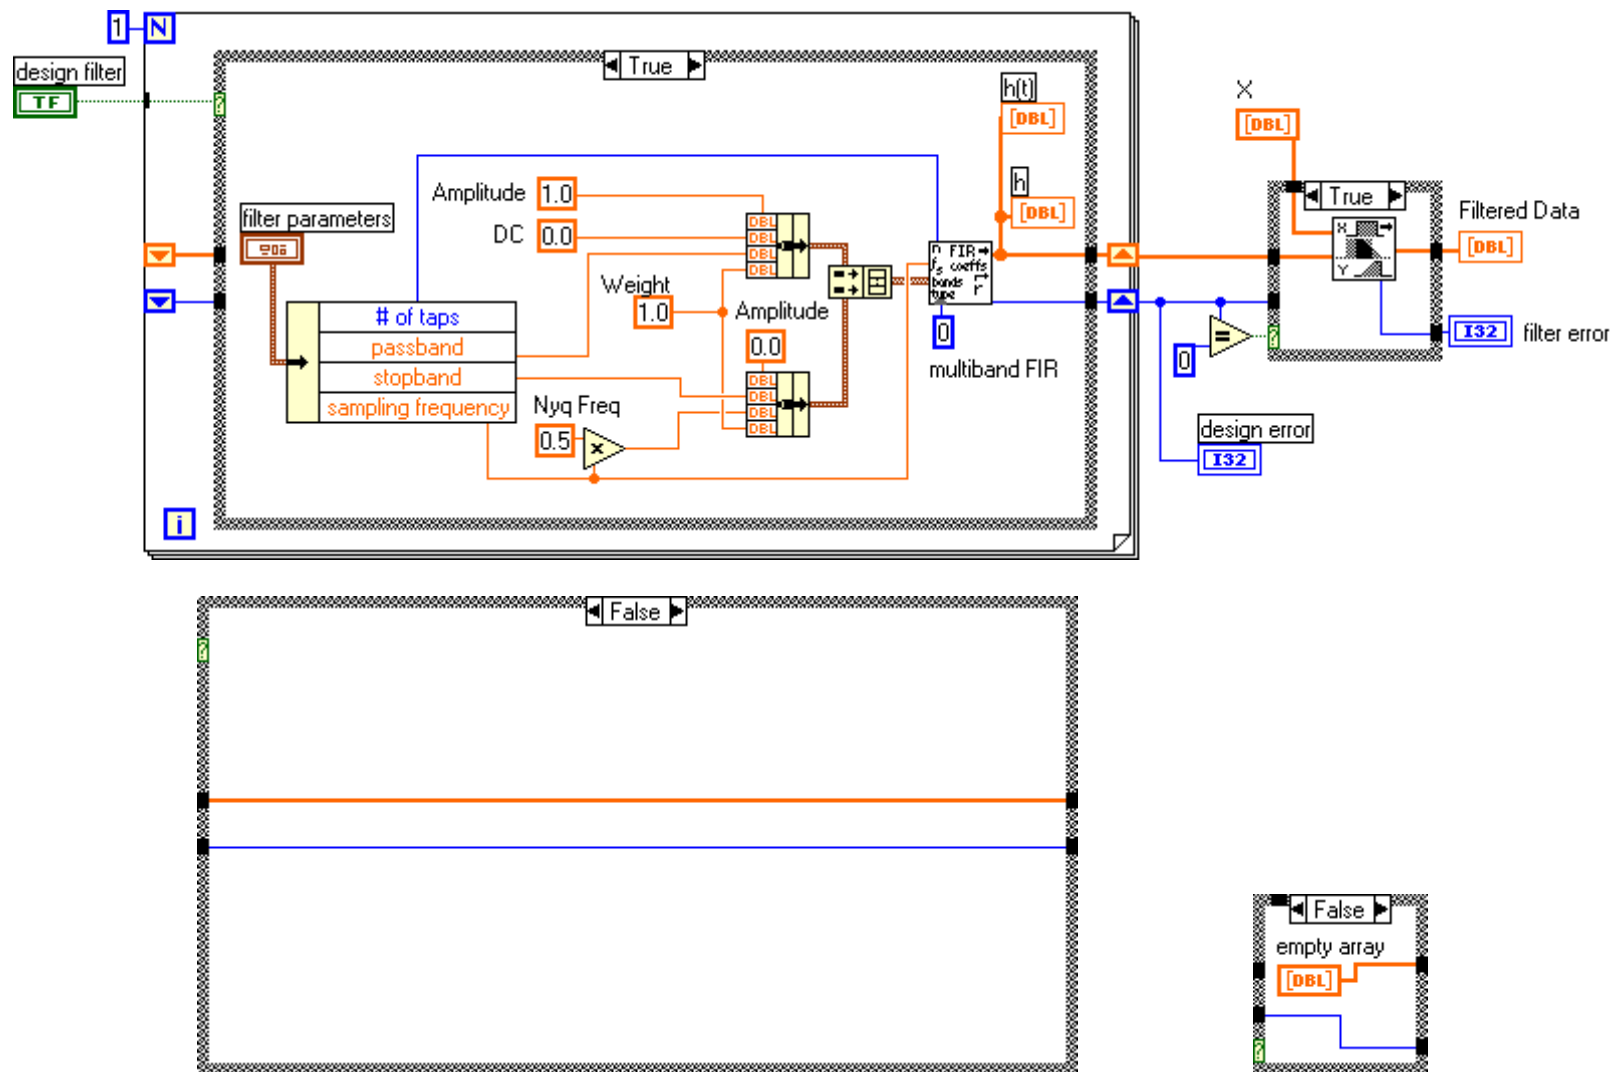 1
N
design filter
TF
?
True
h(t)
[DBL]
h
[DBL]
X
[DBL]
True
Filtered Data
[DBL]
filter parameters
Amplitude
1.0
DC
0.0
DBL
DBL
DBL
DBL
Weight
1.0
Amplitude
0.0
DBL
DBL
DBL
DBL
n FIR
fs coeffs
bands r
type
0
multiband FIR
X
Y
# of taps
passband
stopband
sampling frequency
Nyq Freq
0.5
x
=
0
?
I32
filter error
design error
I32
i
False
?
False
empty array
[DBL]
?